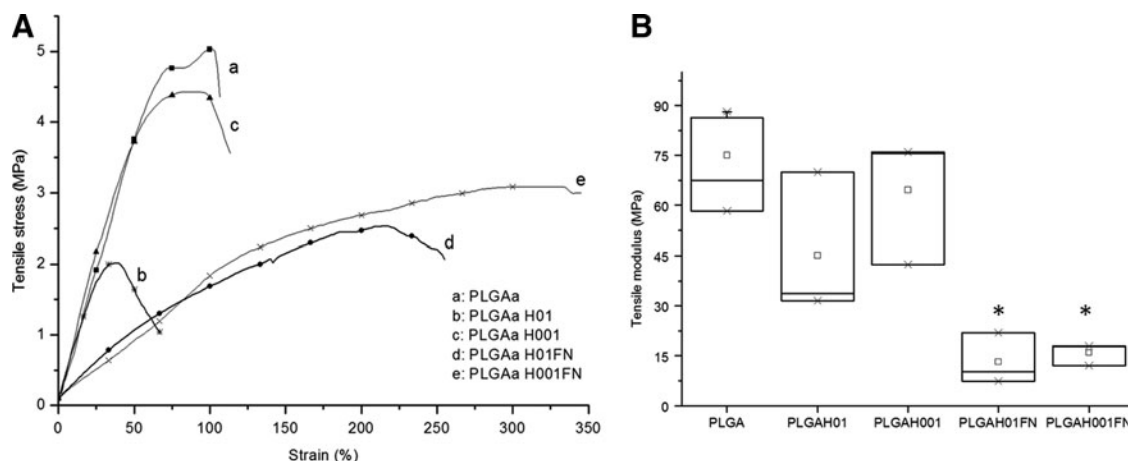 A
B
Tensile stress (MPa)
5
4
3
2
1
0
0 50 100 150 200 250 300 350
Strain (%)
a
c
b
e
d
a: PLGAa
b: PLGAa H01
c: PLGAa H001
d: PLGAa H01FN
e: PLGAa H001FN
Tensile modulus (MPa)
90
75
60
45
30
15
0
* *
PLGA PLGAH01 PLGAH001 PLGAH01FN PLGAH001FN